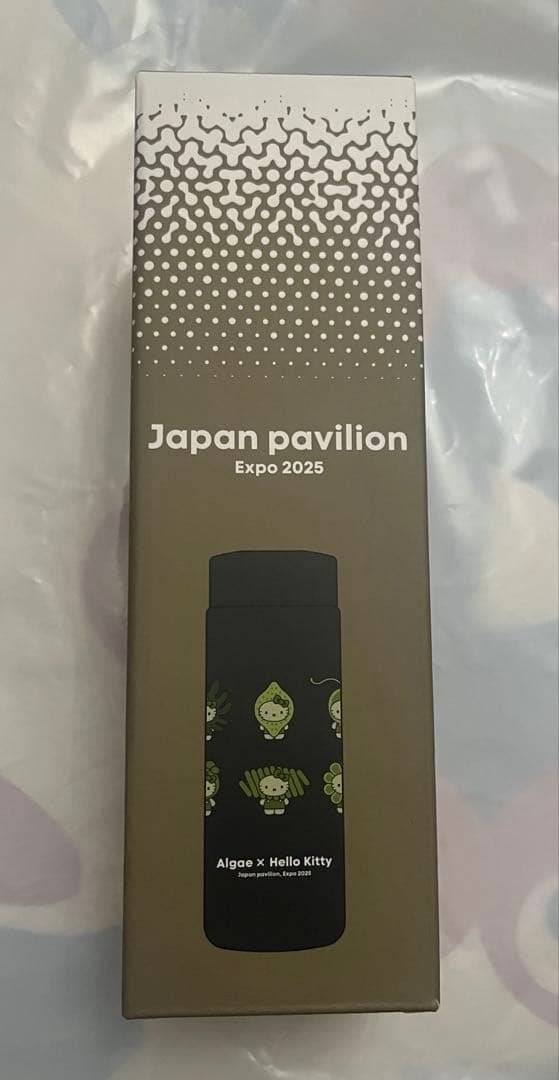 Japan pavilion
Expo 2025
Algae × Hello Kitty
Japan pavilion, Expo 2025